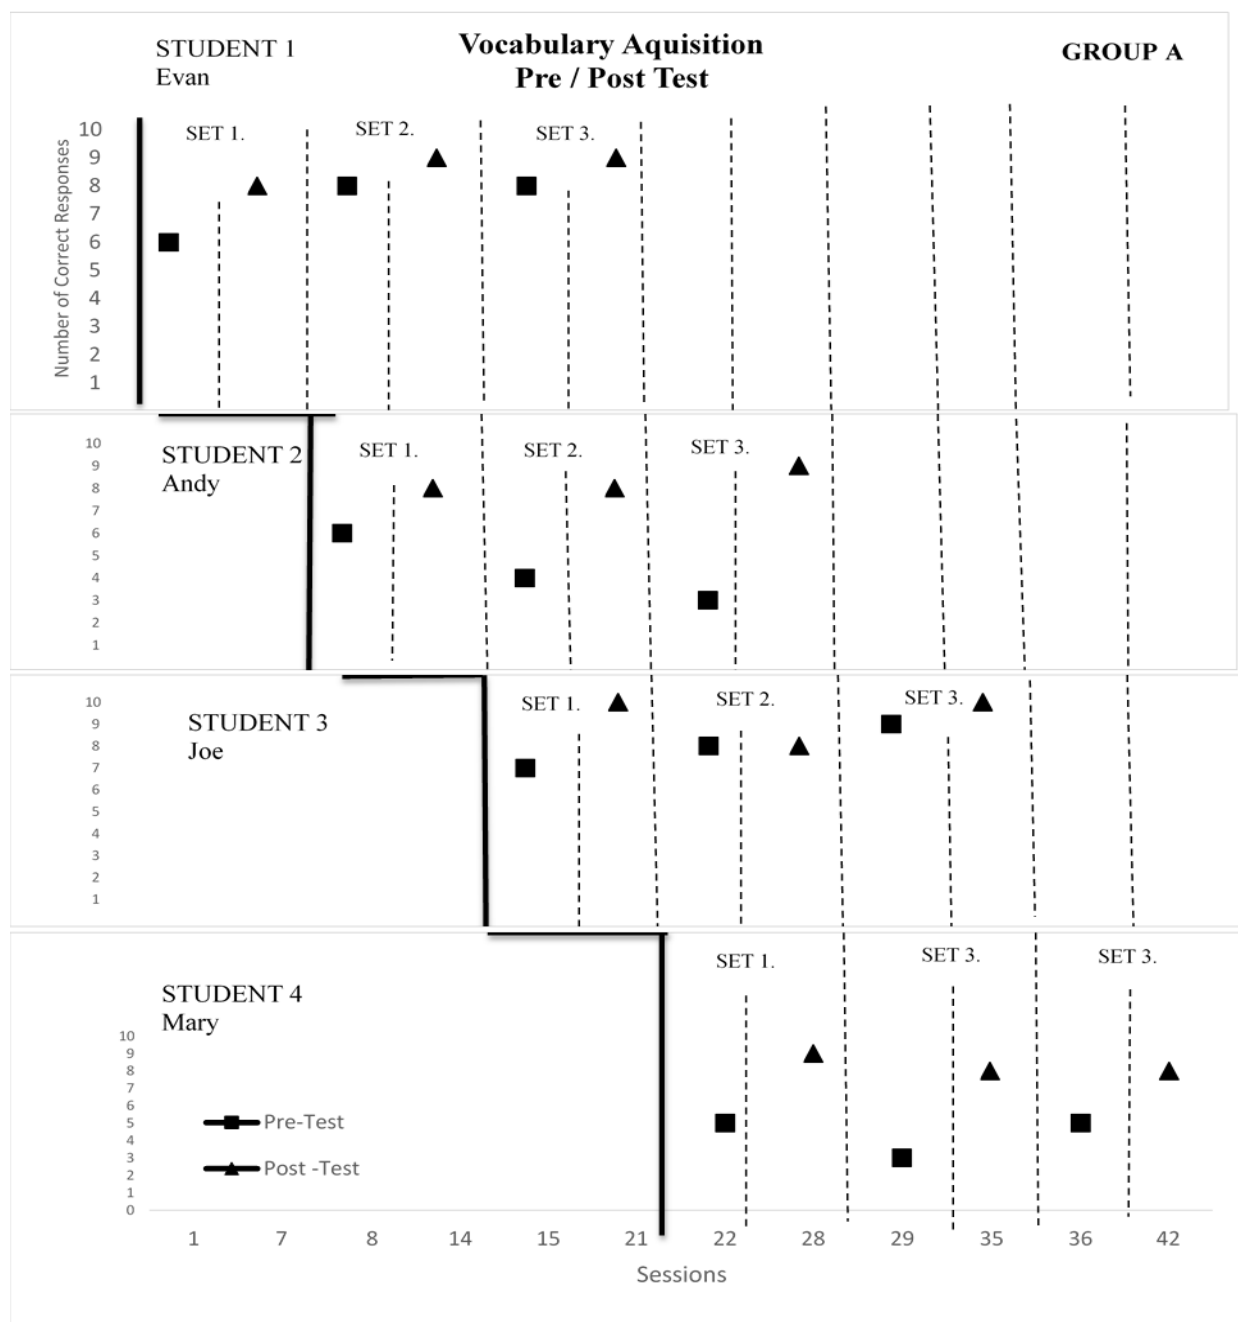 STUDENT 1
Evan
Vocabulary Aquisition
Pre / Post Test
GROUP A
Number of Correct Responses
10
9
8
7
6
5
4
3
2
1
SET 1.
SET 2.
SET 3.
STUDENT 2
Andy
10
9
8
7
6
5
4
3
2
1
SET 1.
SET 2.
SET 3.
STUDENT 3
Joe
10
9
8
7
6
5
4
3
2
1
SET 1.
SET 2.
SET 3.
STUDENT 4
Mary
10
9
8
7
6
5
4
3
2
1
0
SET 1.
SET 3.
SET 3.
Pre-Test
Post -Test
1 7 8 14 15 21 22 28 29 35 36 42
Sessions